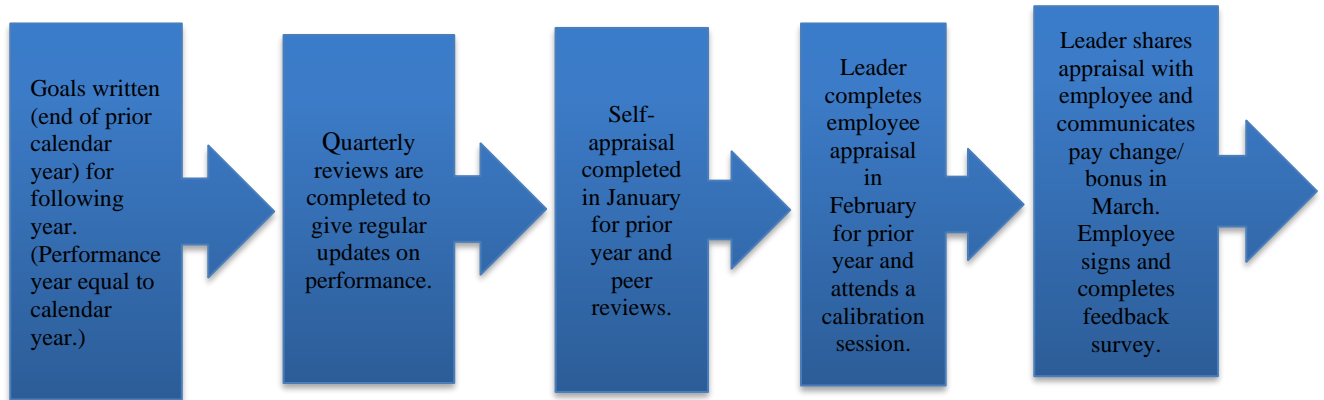 Goals written
(end of prior
calendar
year) for
following
year.
(Performance
year equal to
calendar
year.)
Quarterly
reviews are
completed to
give regular
updates on
performance.
Self-
appraisal
completed
in January
for prior
year and
peer
reviews.
Leader
completes
employee
appraisal
in
February
for prior
year and
attends a
calibration
session.
Leader shares
appraisal with
employee and
communicates
pay change/
bonus in
March.
Employee
signs and
completes
feedback
survey.